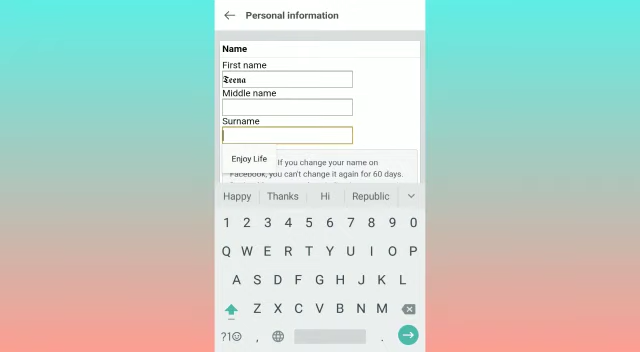 Personal information
Name
First name
𝕿𝖊𝖊𝖓𝖆
Middle name
Surname
Enjoy Life
If you change your name on
Facebook, you can't change it again for 60 days.
Happy Thanks Hi Republic
1 2 3 4 5 6 7 8 9 0
Q W E R T Y U I O P
A S D F G H J K L
Z X C V B N M
?1☺ , .